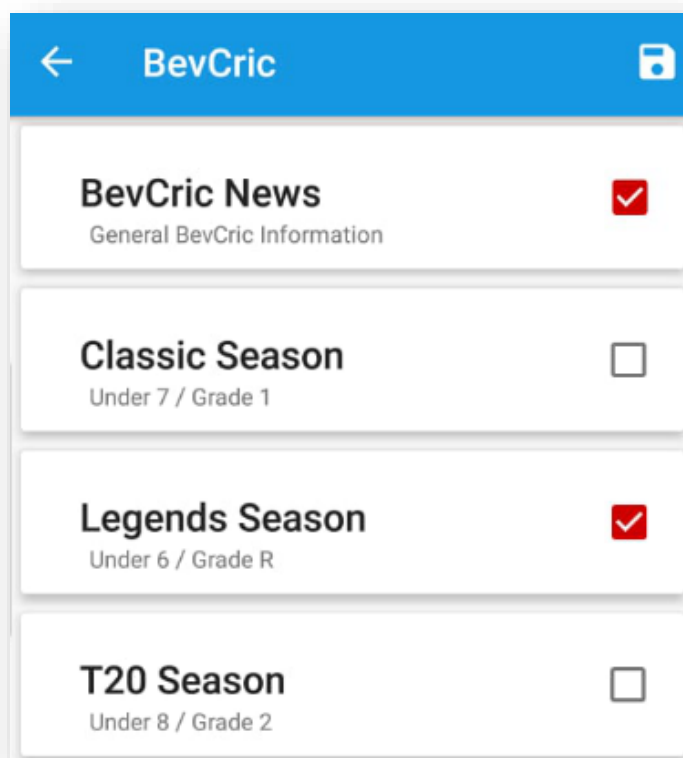 BevCric
BevCric News
General BevCric Information
Classic Season
Under 7 / Grade 1
Legends Season
Under 6 / Grade R
T20 Season
Under 8 / Grade 2